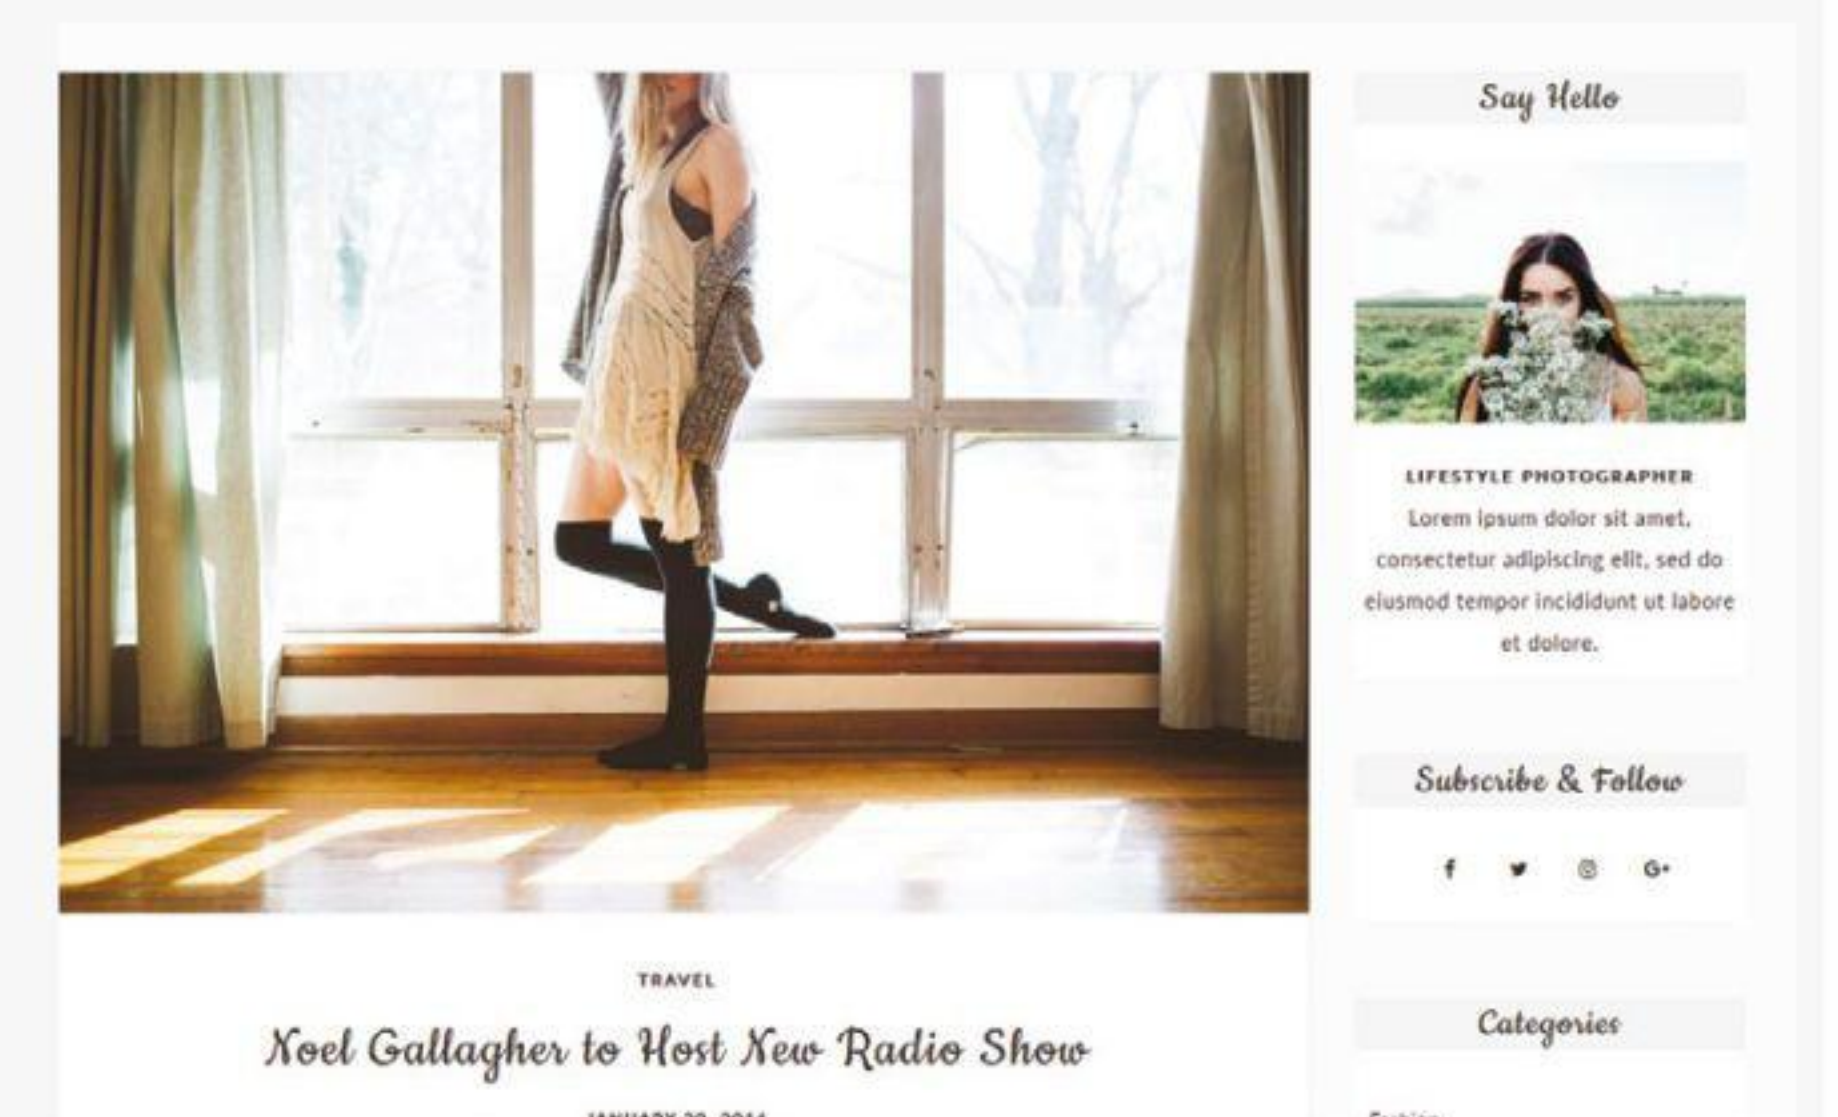 Say Hello
LIFESTYLE PHOTOGRAPHER
Lorem ipsum dolor sit amet,
consectetur adipiscing elit, sed do
eiusmod tempor incididunt ut labore
et dolore.
Subscribe & Follow
G+
TRAVEL
Noel Gallagher to Host New Radio Show
Categories